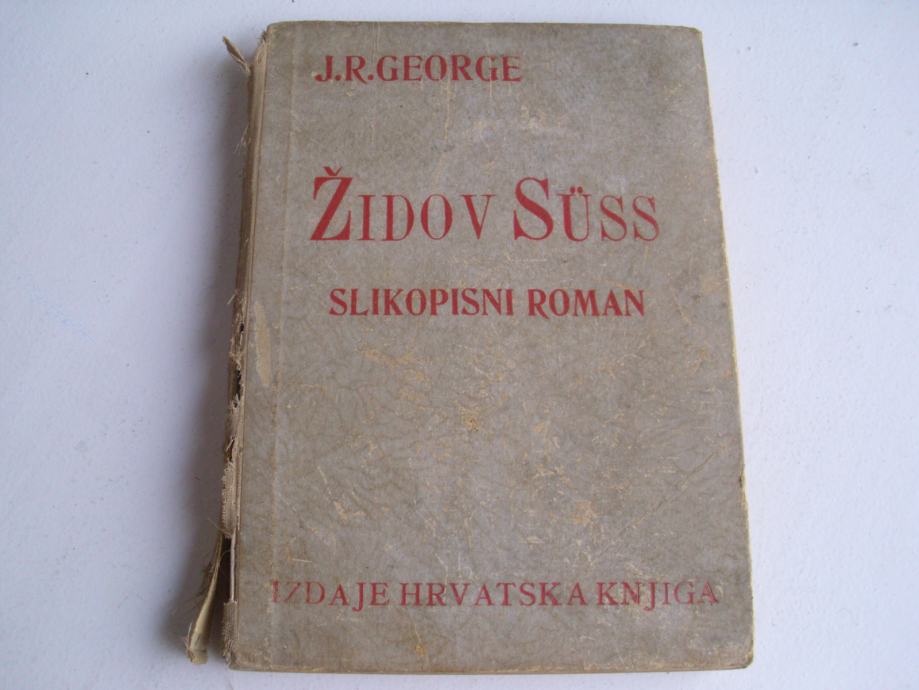 J.R.GEORGE
ŽIDOV SÜSS
SLIKOPISNI ROMAN
IZDAJE HRVATSKA KNJIGA